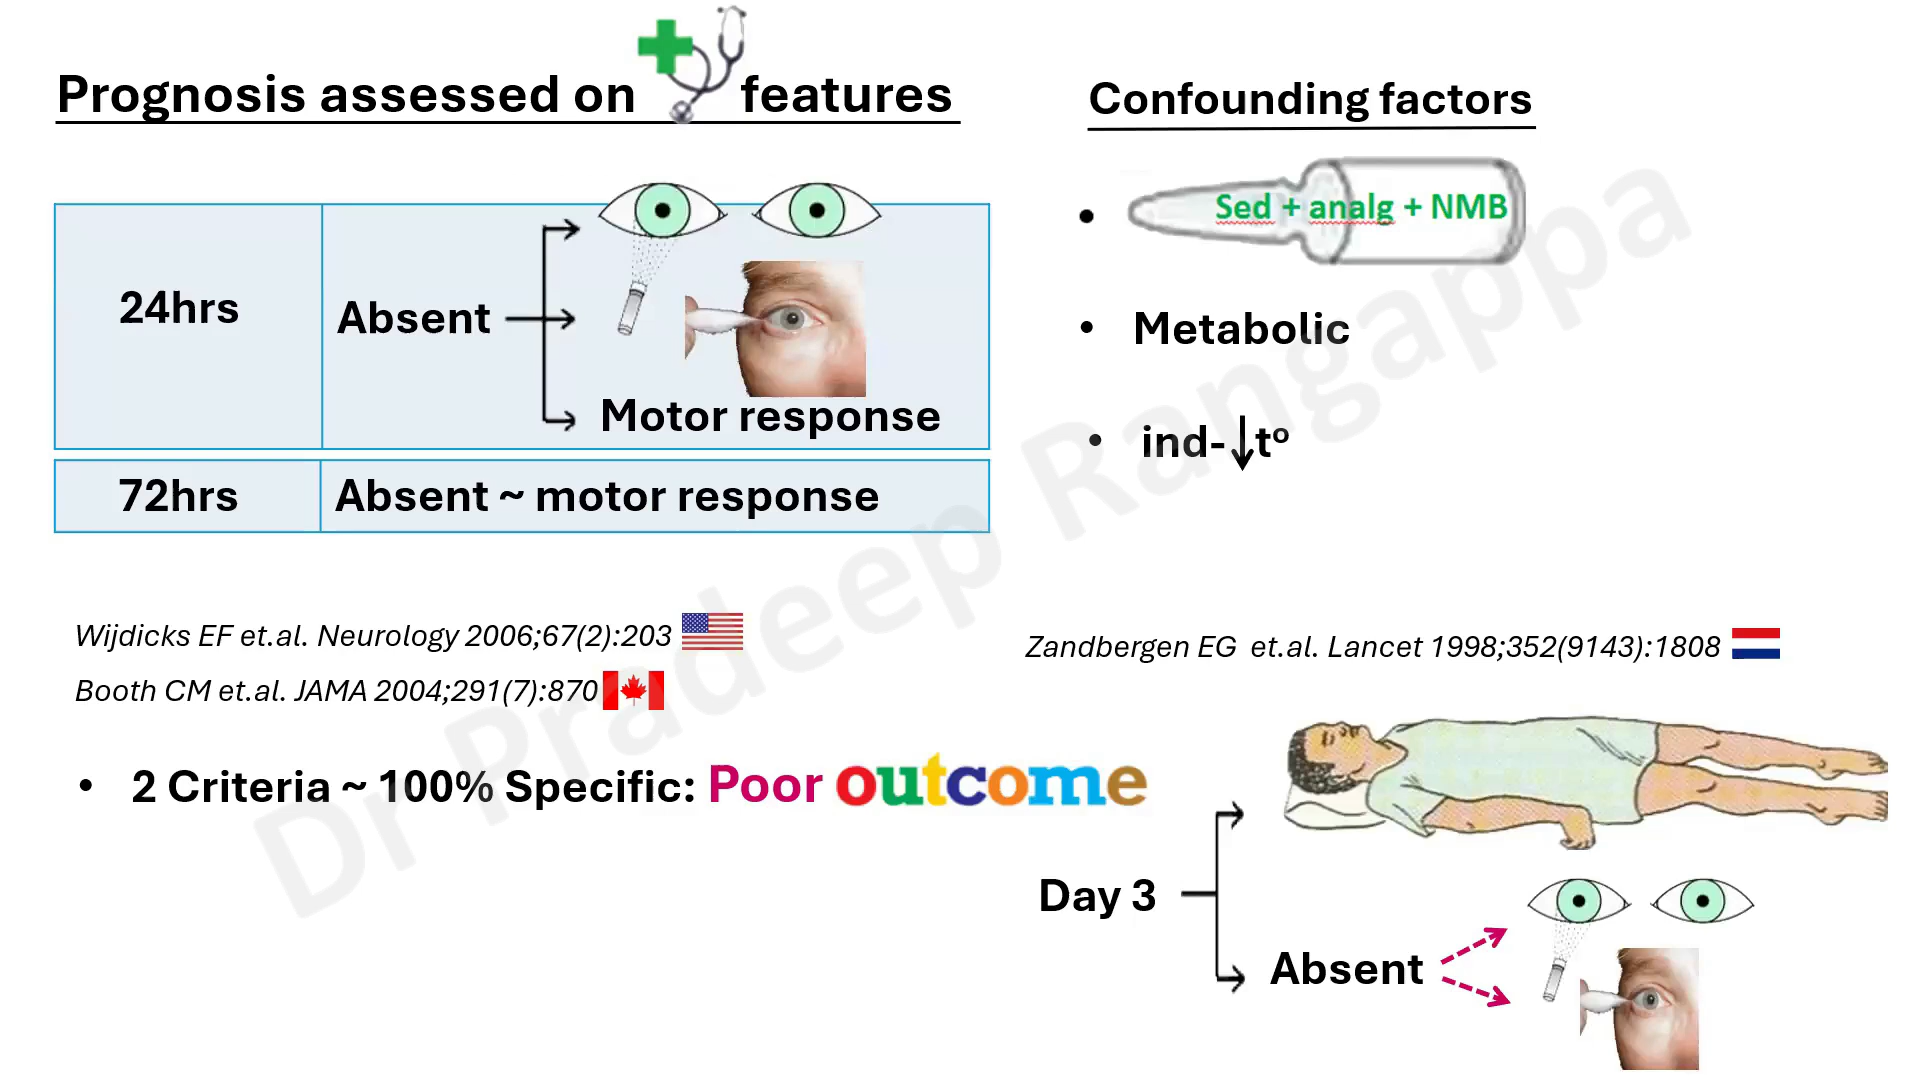 Prognosis assessed on features
24hrs
Absent
Motor response
72hrs
Absent ~ motor response
Confounding factors
• Sed + analg + NMB
• Metabolic
• ind-↓tº
Wijdicks EF et.al. Neurology 2006;67(2):203
Booth CM et.al. JAMA 2004;291(7):870
Zandbergen EG et.al. Lancet 1998;352(9143):1808
• 2 Criteria ~ 100% Specific: Poor outcome
Day 3
Absent
Dr Pradeep Rangappa